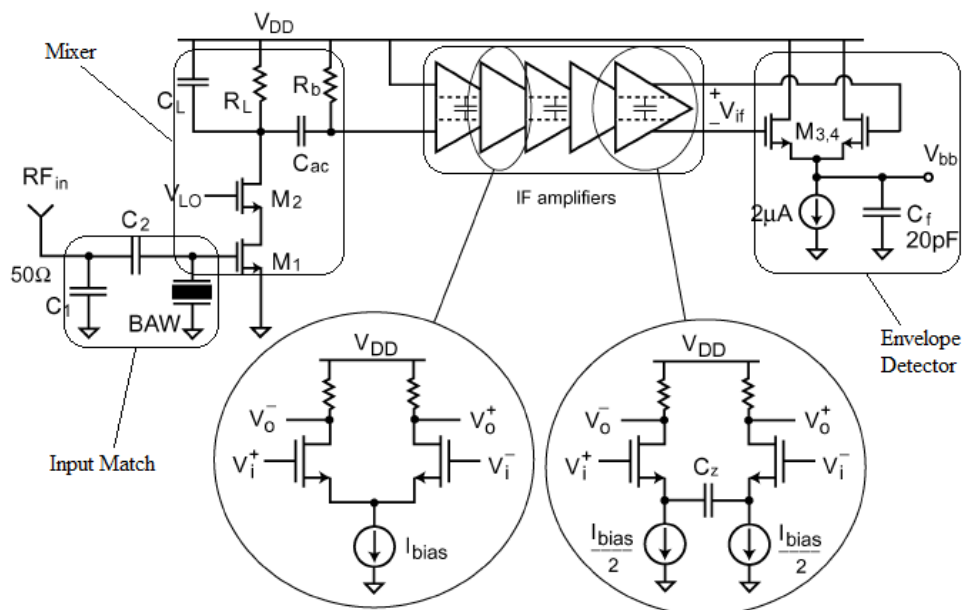 V_DD
Mixer
C_L
R_L
R_b
C_ac
+
−
V_if
M_3,4
V_bb
IF amplifiers
RF_in
V_LO
M_2
C_2
M_1
2μA
C_f
20pF
50Ω
C_1
BAW
Envelope
Detector
Input Match
V_DD
V_o^-
V_o^+
V_i^+
V_i^-
I_bias
V_DD
V_o^-
V_o^+
V_i^+
C_z
V_i^-
I_bias
2
I_bias
2